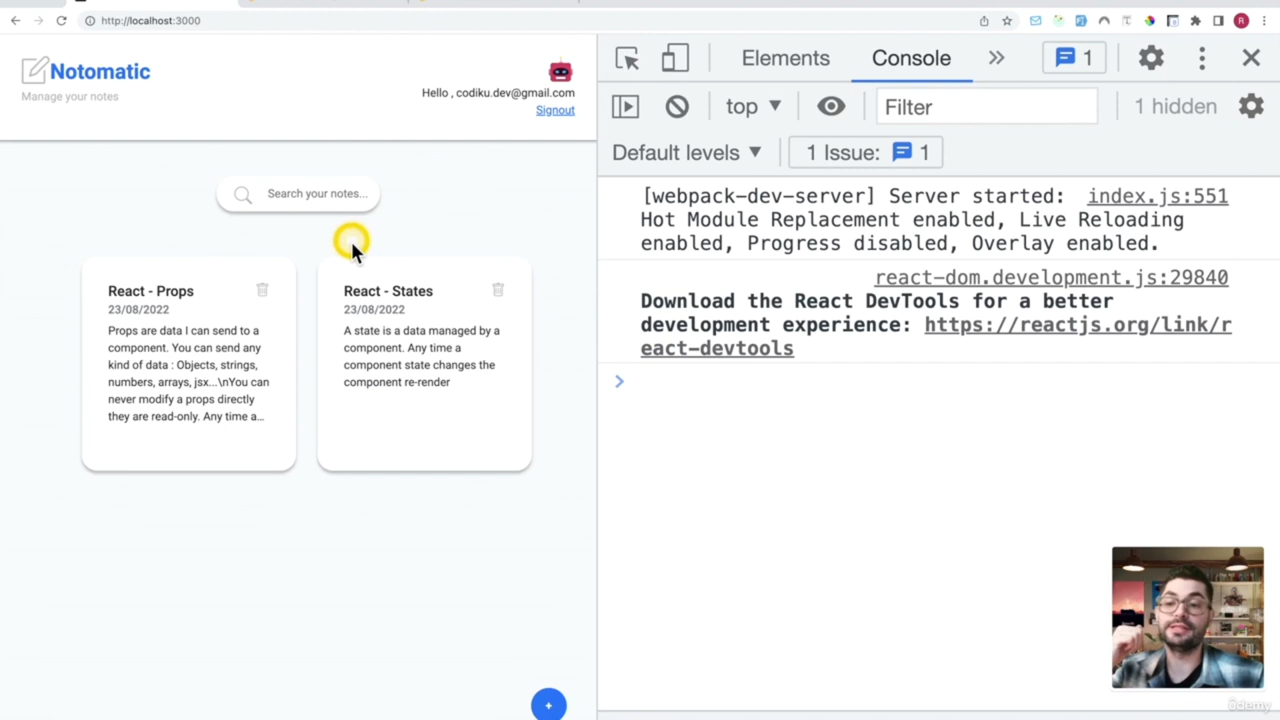 http://localhost:3000
Notomatic
Manage your notes
Hello , codiku.dev@gmail.com
Signout
Search your notes...
React - Props
23/08/2022
Props are data I can send to a
component. You can send any
kind of data : Objects, strings,
numbers, arrays, jsx...\nYou can
never modify a props directly
they are read-only. Any time a...
React - States
23/08/2022
A state is a data managed by a
component. Any time a
component state changes the
component re-render
+
Elements
Console
1
top
Filter
1 hidden
Default levels
1 Issue:
1
[webpack-dev-server] Server started: index.js:551
Hot Module Replacement enabled, Live Reloading
enabled, Progress disabled, Overlay enabled.
react-dom.development.js:29840
Download the React DevTools for a better
development experience: https://reactjs.org/link/r
eact-devtools
udemy